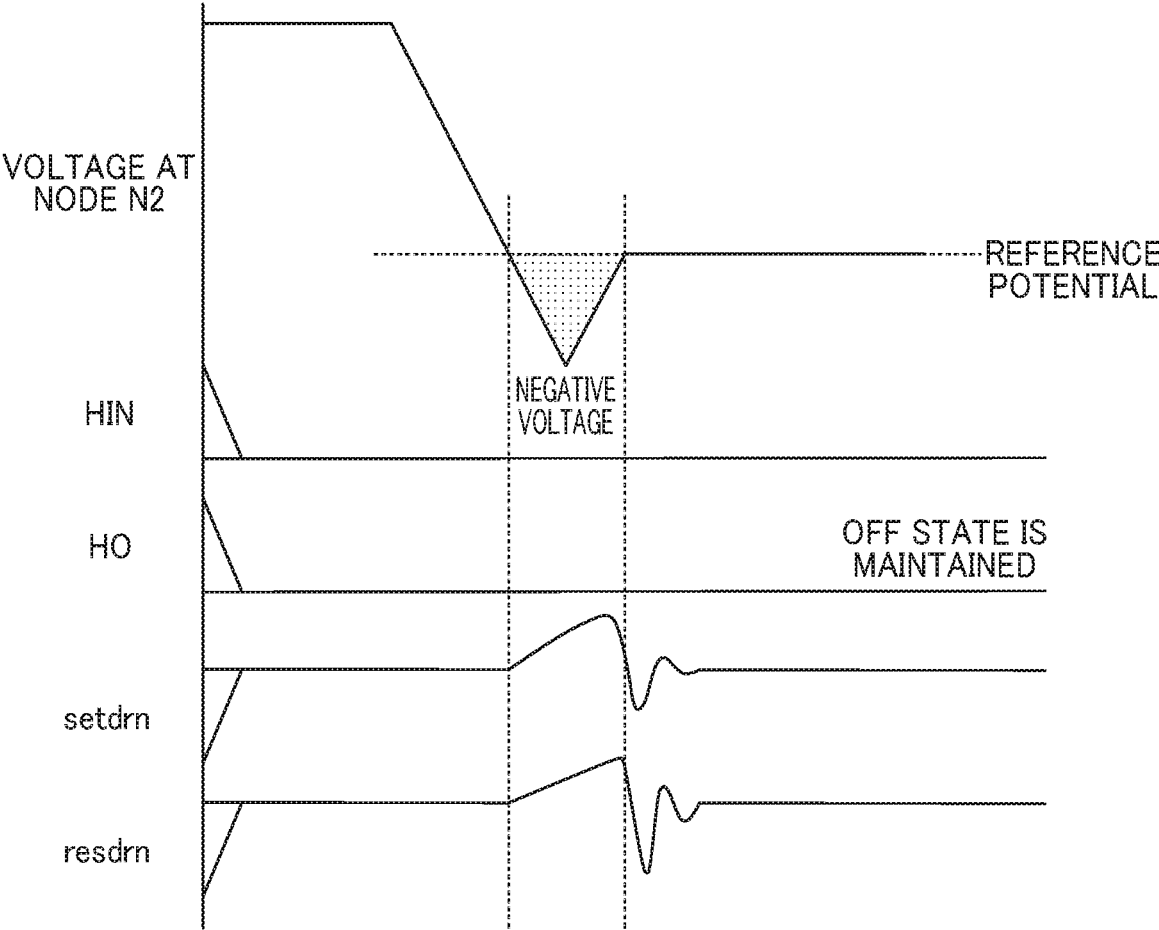 VOLTAGE AT
NODE N2
REFERENCE
POTENTIAL
NEGATIVE
VOLTAGE
HIN
HO
OFF STATE IS
MAINTAINED
setdrn
resdrn